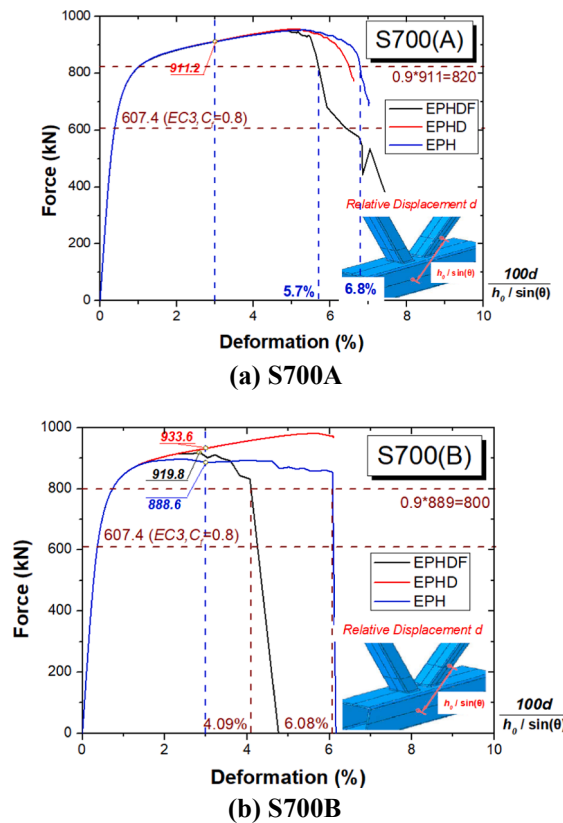 1000
S700(A)
800
911.2
0.9*911=820
607.4 (EC3,Cf=0.8)
600
EPHDF
EPHD
EPH
Force (kN)
400
Relative Displacement d
200
h0 / sin(θ)
5.7%
6.8%
0
0 2 4 6 8 10
100d
h0 / sin(θ)
Deformation (%)
(a) S700A
1000
933.6
S700(B)
919.8
800
888.6
0.9*889=800
607.4 (EC3,Cf=0.8)
600
EPHDF
EPHD
EPH
Force (kN)
400
Relative Displacement d
200
h0 / sin(θ)
4.09%
6.08%
0
0 2 4 6 8 10
100d
h0 / sin(θ)
Deformation (%)
(b) S700B